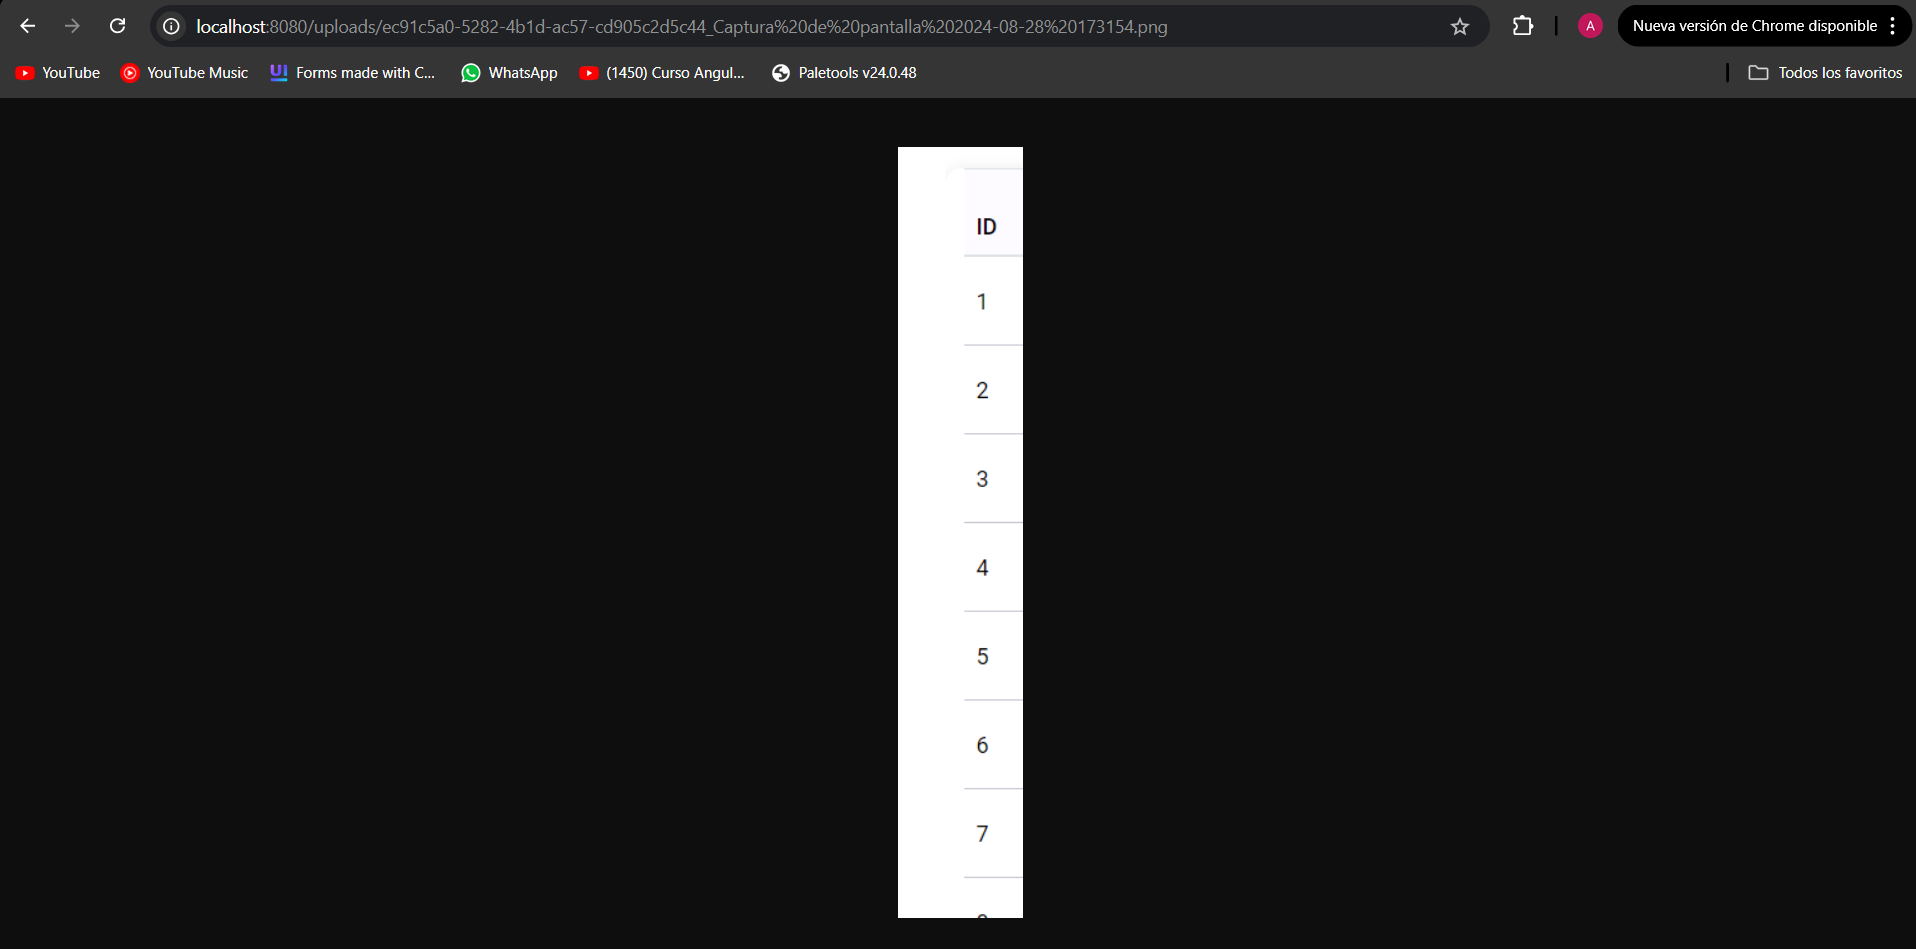 localhost:8080/uploads/ec91c5a0-5282-4b1d-ac57-cd905c2d5c44_Captura%20de%20pantalla%202024-08-28%20173154.png
A
Nueva versión de Chrome disponible
YouTube
YouTube Music
Forms made with C...
WhatsApp
(1450) Curso Angul...
Paletools v24.0.48
Todos los favoritos
ID
1
2
3
4
5
6
7